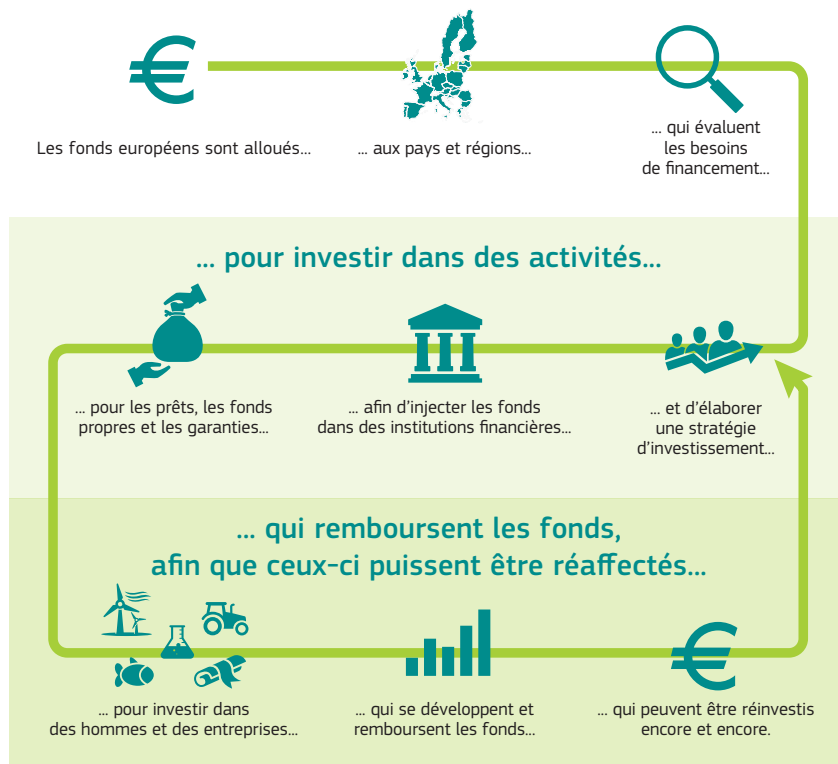 Les fonds européens sont alloués...
... aux pays et régions...
... qui évaluent
les besoins
de financement...
... pour investir dans des activités...
... pour les prêts, les fonds
propres et les garanties...
... afin d'injecter les fonds
dans des institutions financières...
... et d'élaborer
une stratégie
d'investissement...
... qui remboursent les fonds,
afin que ceux-ci puissent être réaffectés...
... pour investir dans
des hommes et des entreprises...
... qui se développent et
remboursent les fonds...
... qui peuvent être réinvestis
encore et encore.